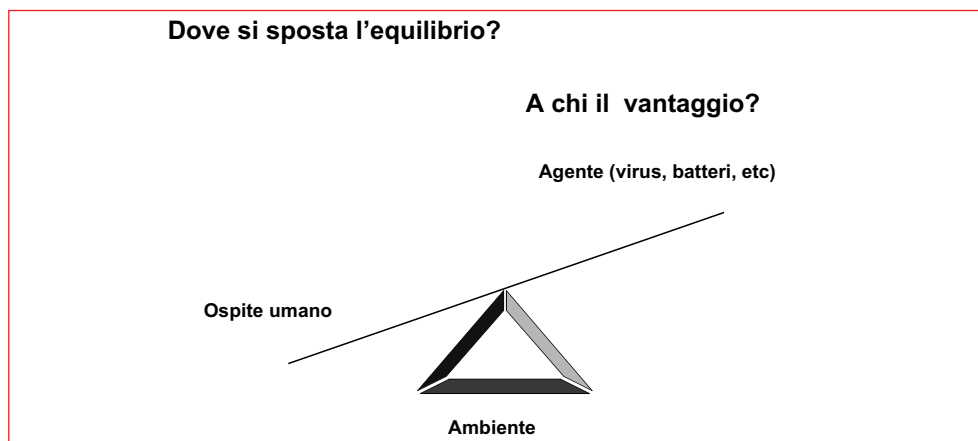 Dove si sposta l'equilibrio?
A chi il  vantaggio?
Agente (virus, batteri, etc)
Ospite umano
Ambiente